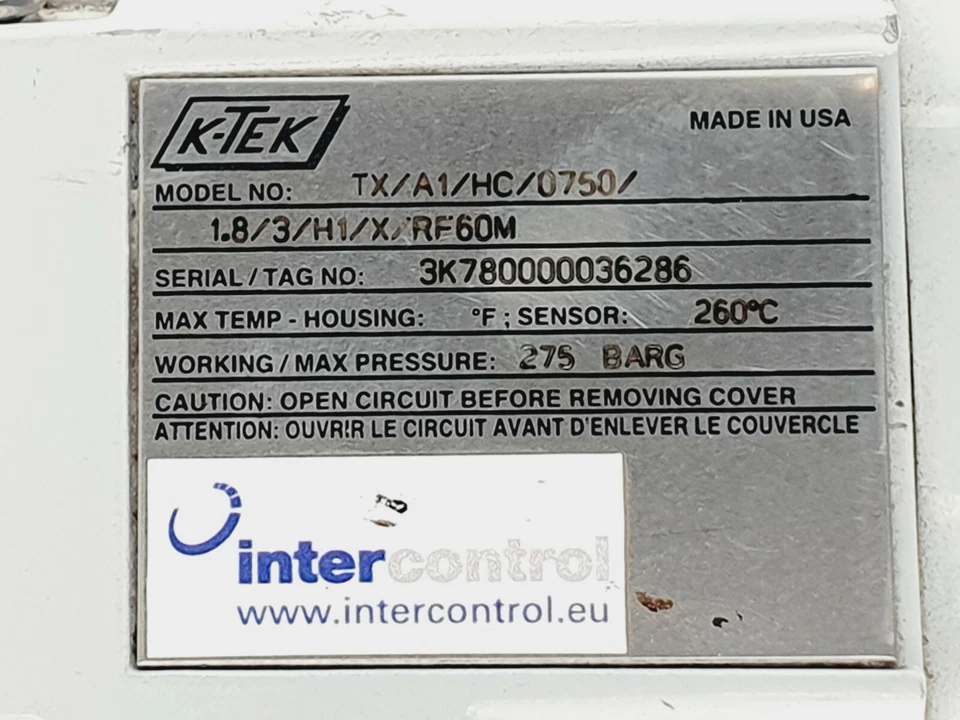 K-TEK
MADE IN USA
MODEL NO: TX/A1/HC/0750/
1.8/3/H1/X/RF60M
SERIAL / TAG NO: 3K780000036286
MAX TEMP - HOUSING: °F ; SENSOR: 260°C
WORKING / MAX PRESSURE: 275 BARG
CAUTION: OPEN CIRCUIT BEFORE REMOVING COVER
ATTENTION: OUVRIR LE CIRCUIT AVANT D'ENLEVER LE COUVERCLE
intercontrol
www.intercontrol.eu